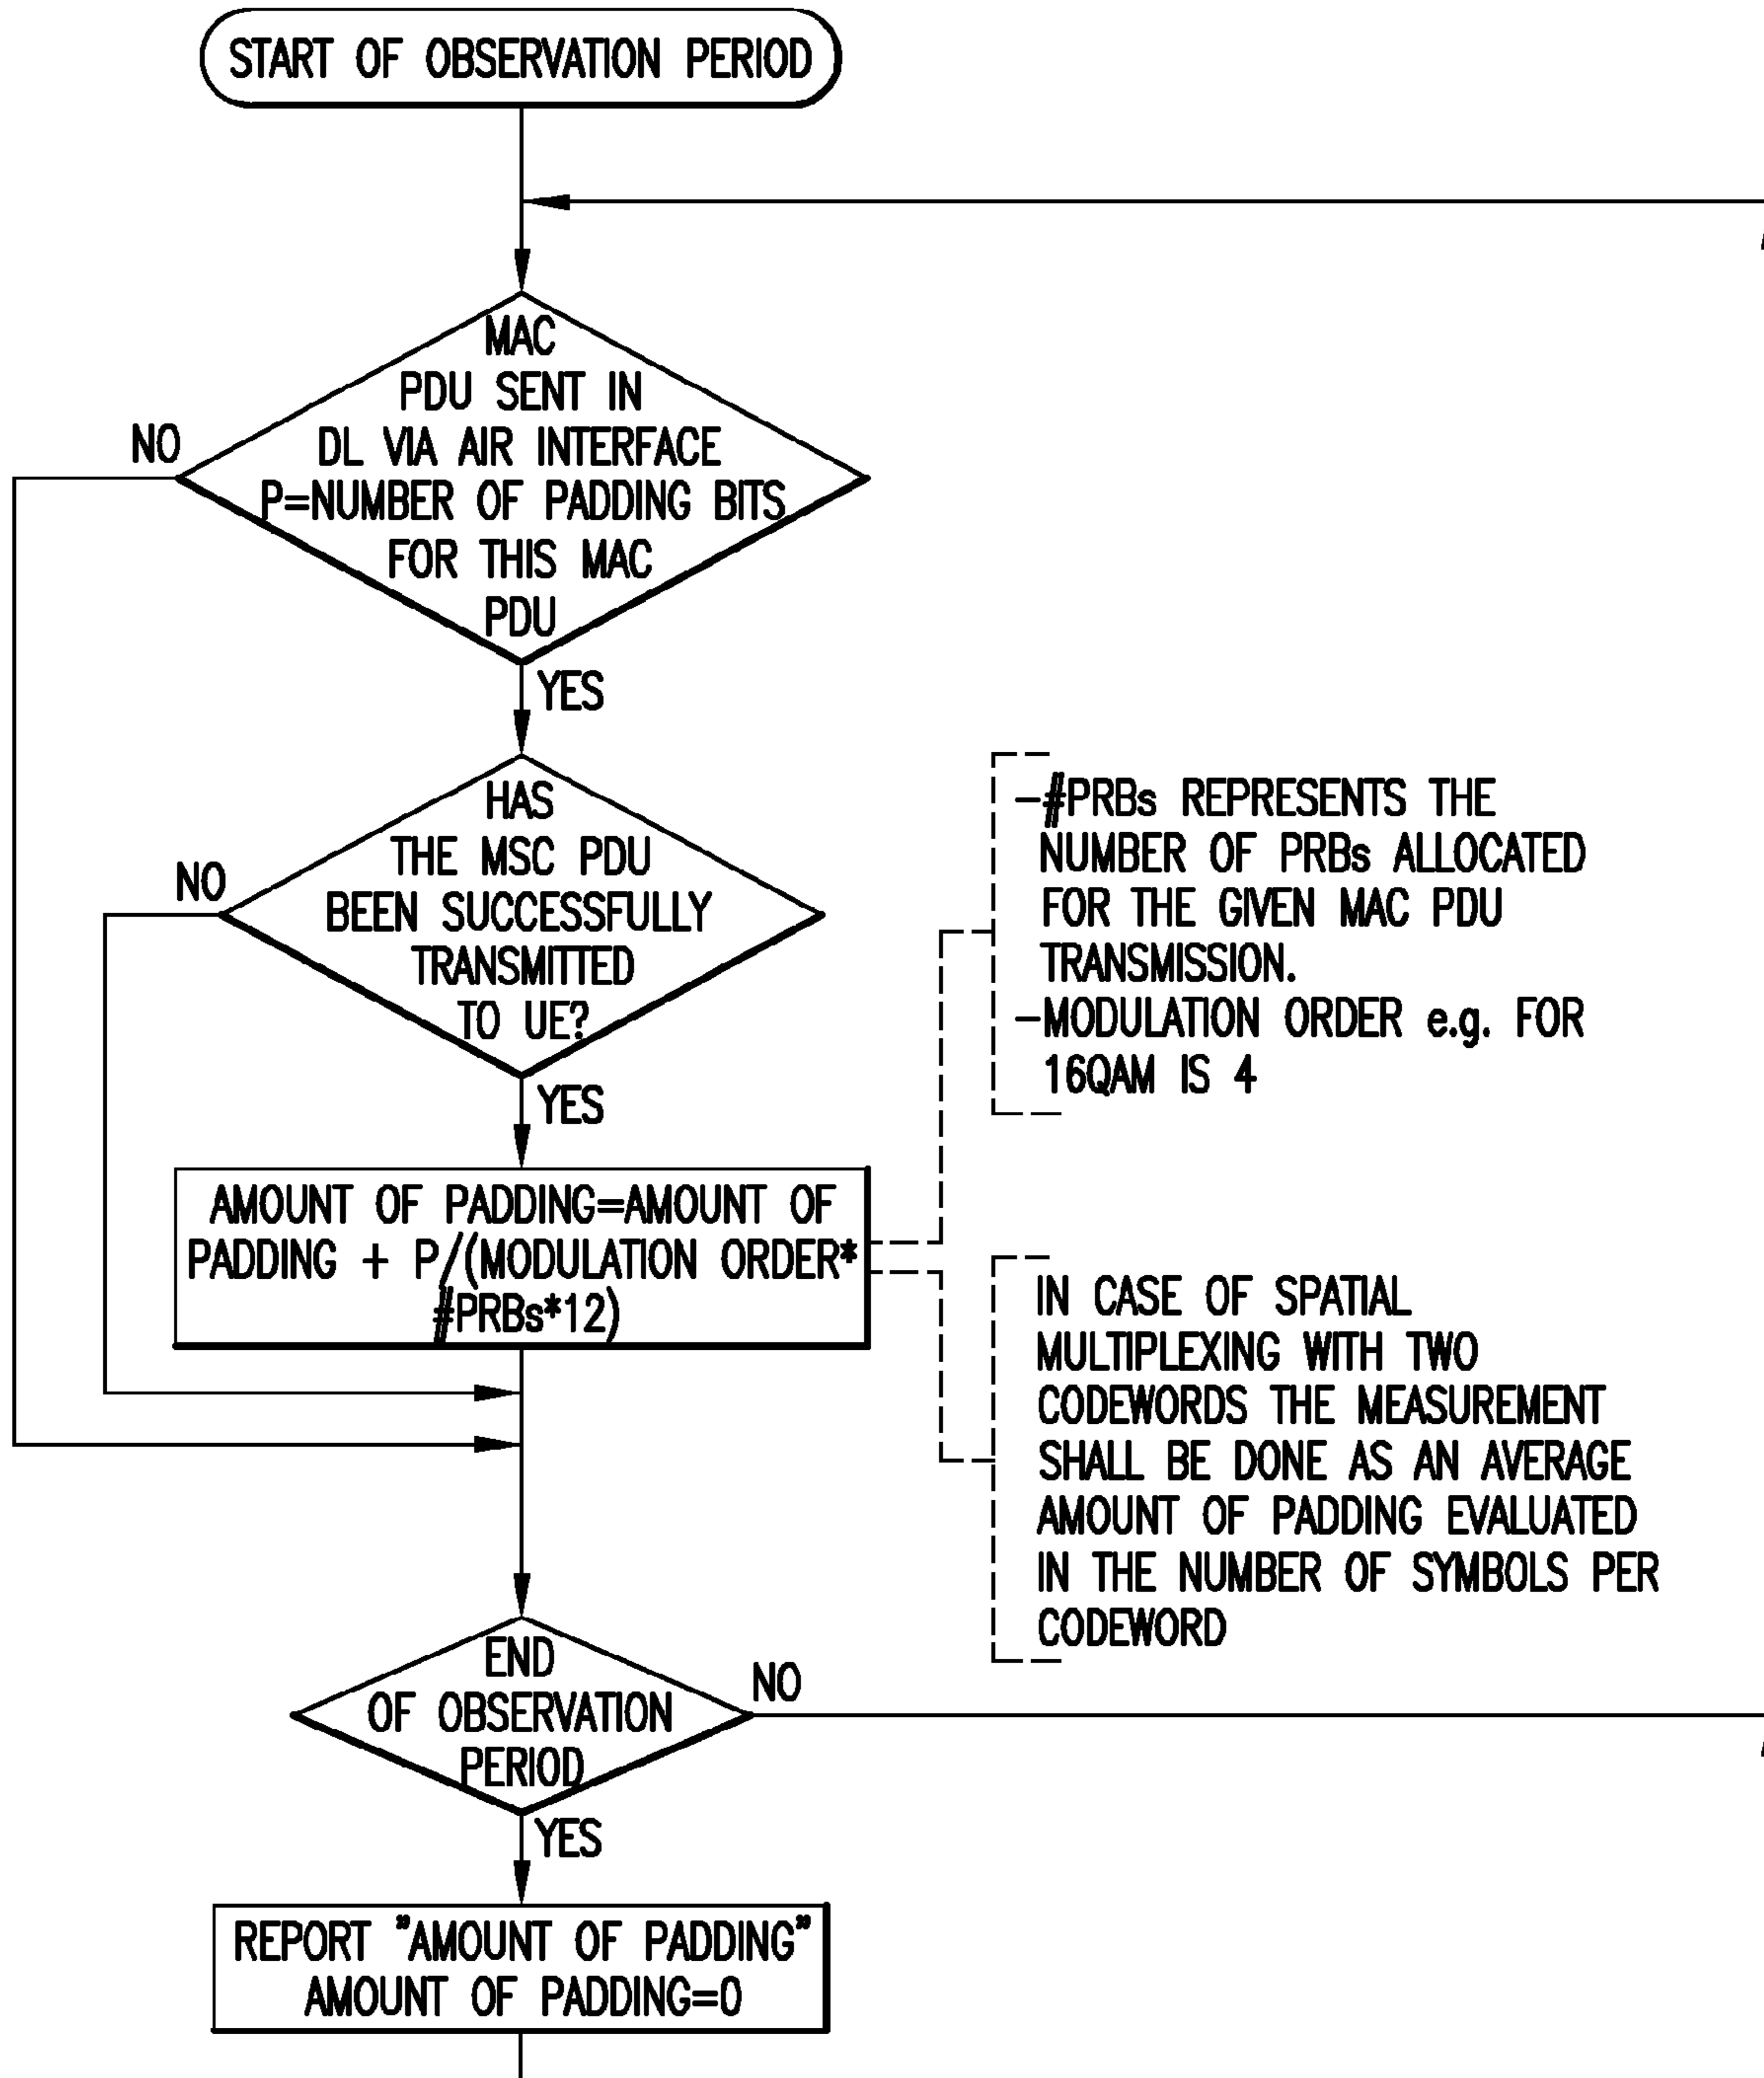 START OF OBSERVATION PERIOD
MAC
PDU SENT IN
DL VIA AIR INTERFACE
P=NUMBER OF PADDING BITS
FOR THIS MAC
PDU
NO
YES
HAS
THE MSC PDU
BEEN SUCCESSFULLY
TRANSMITTED
TO UE?
NO
YES
-#PRBs REPRESENTS THE
NUMBER OF PRBs ALLOCATED
FOR THE GIVEN MAC PDU
TRANSMISSION.
-MODULATION ORDER e.g. FOR
16QAM IS 4
AMOUNT OF PADDING=AMOUNT OF
PADDING + P/(MODULATION ORDER*
#PRBs*12)
IN CASE OF SPATIAL
MULTIPLEXING WITH TWO
CODEWORDS THE MEASUREMENT
SHALL BE DONE AS AN AVERAGE
AMOUNT OF PADDING EVALUATED
IN THE NUMBER OF SYMBOLS PER
CODEWORD
END
OF OBSERVATION
PERIOD
NO
YES
REPORT "AMOUNT OF PADDING"
AMOUNT OF PADDING=0